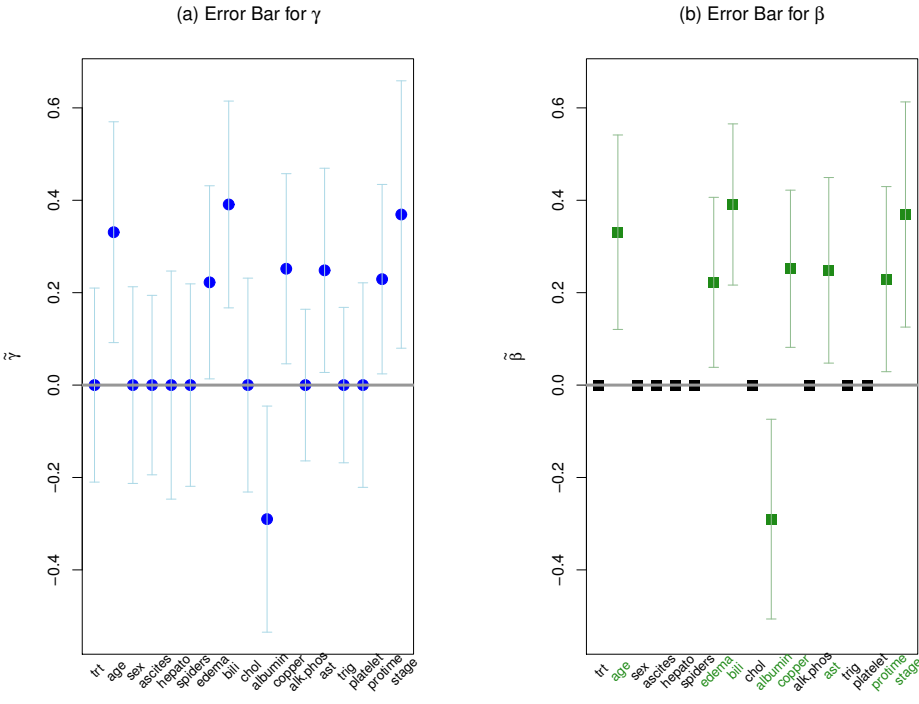 (a) Error Bar for γ
(b) Error Bar for β
γ̃
0.6
0.4
0.2
0.0
−0.2
−0.4
trt
age
sex
ascites
hepato
spiders
edema
bili
chol
albumin
copper
alk.phos
ast
trig
platelet
protime
stage
β̃
0.6
0.4
0.2
0.0
−0.2
−0.4
trt
age
sex
ascites
hepato
spiders
edema
bili
chol
albumin
copper
alk.phos
ast
trig
platelet
protime
stage